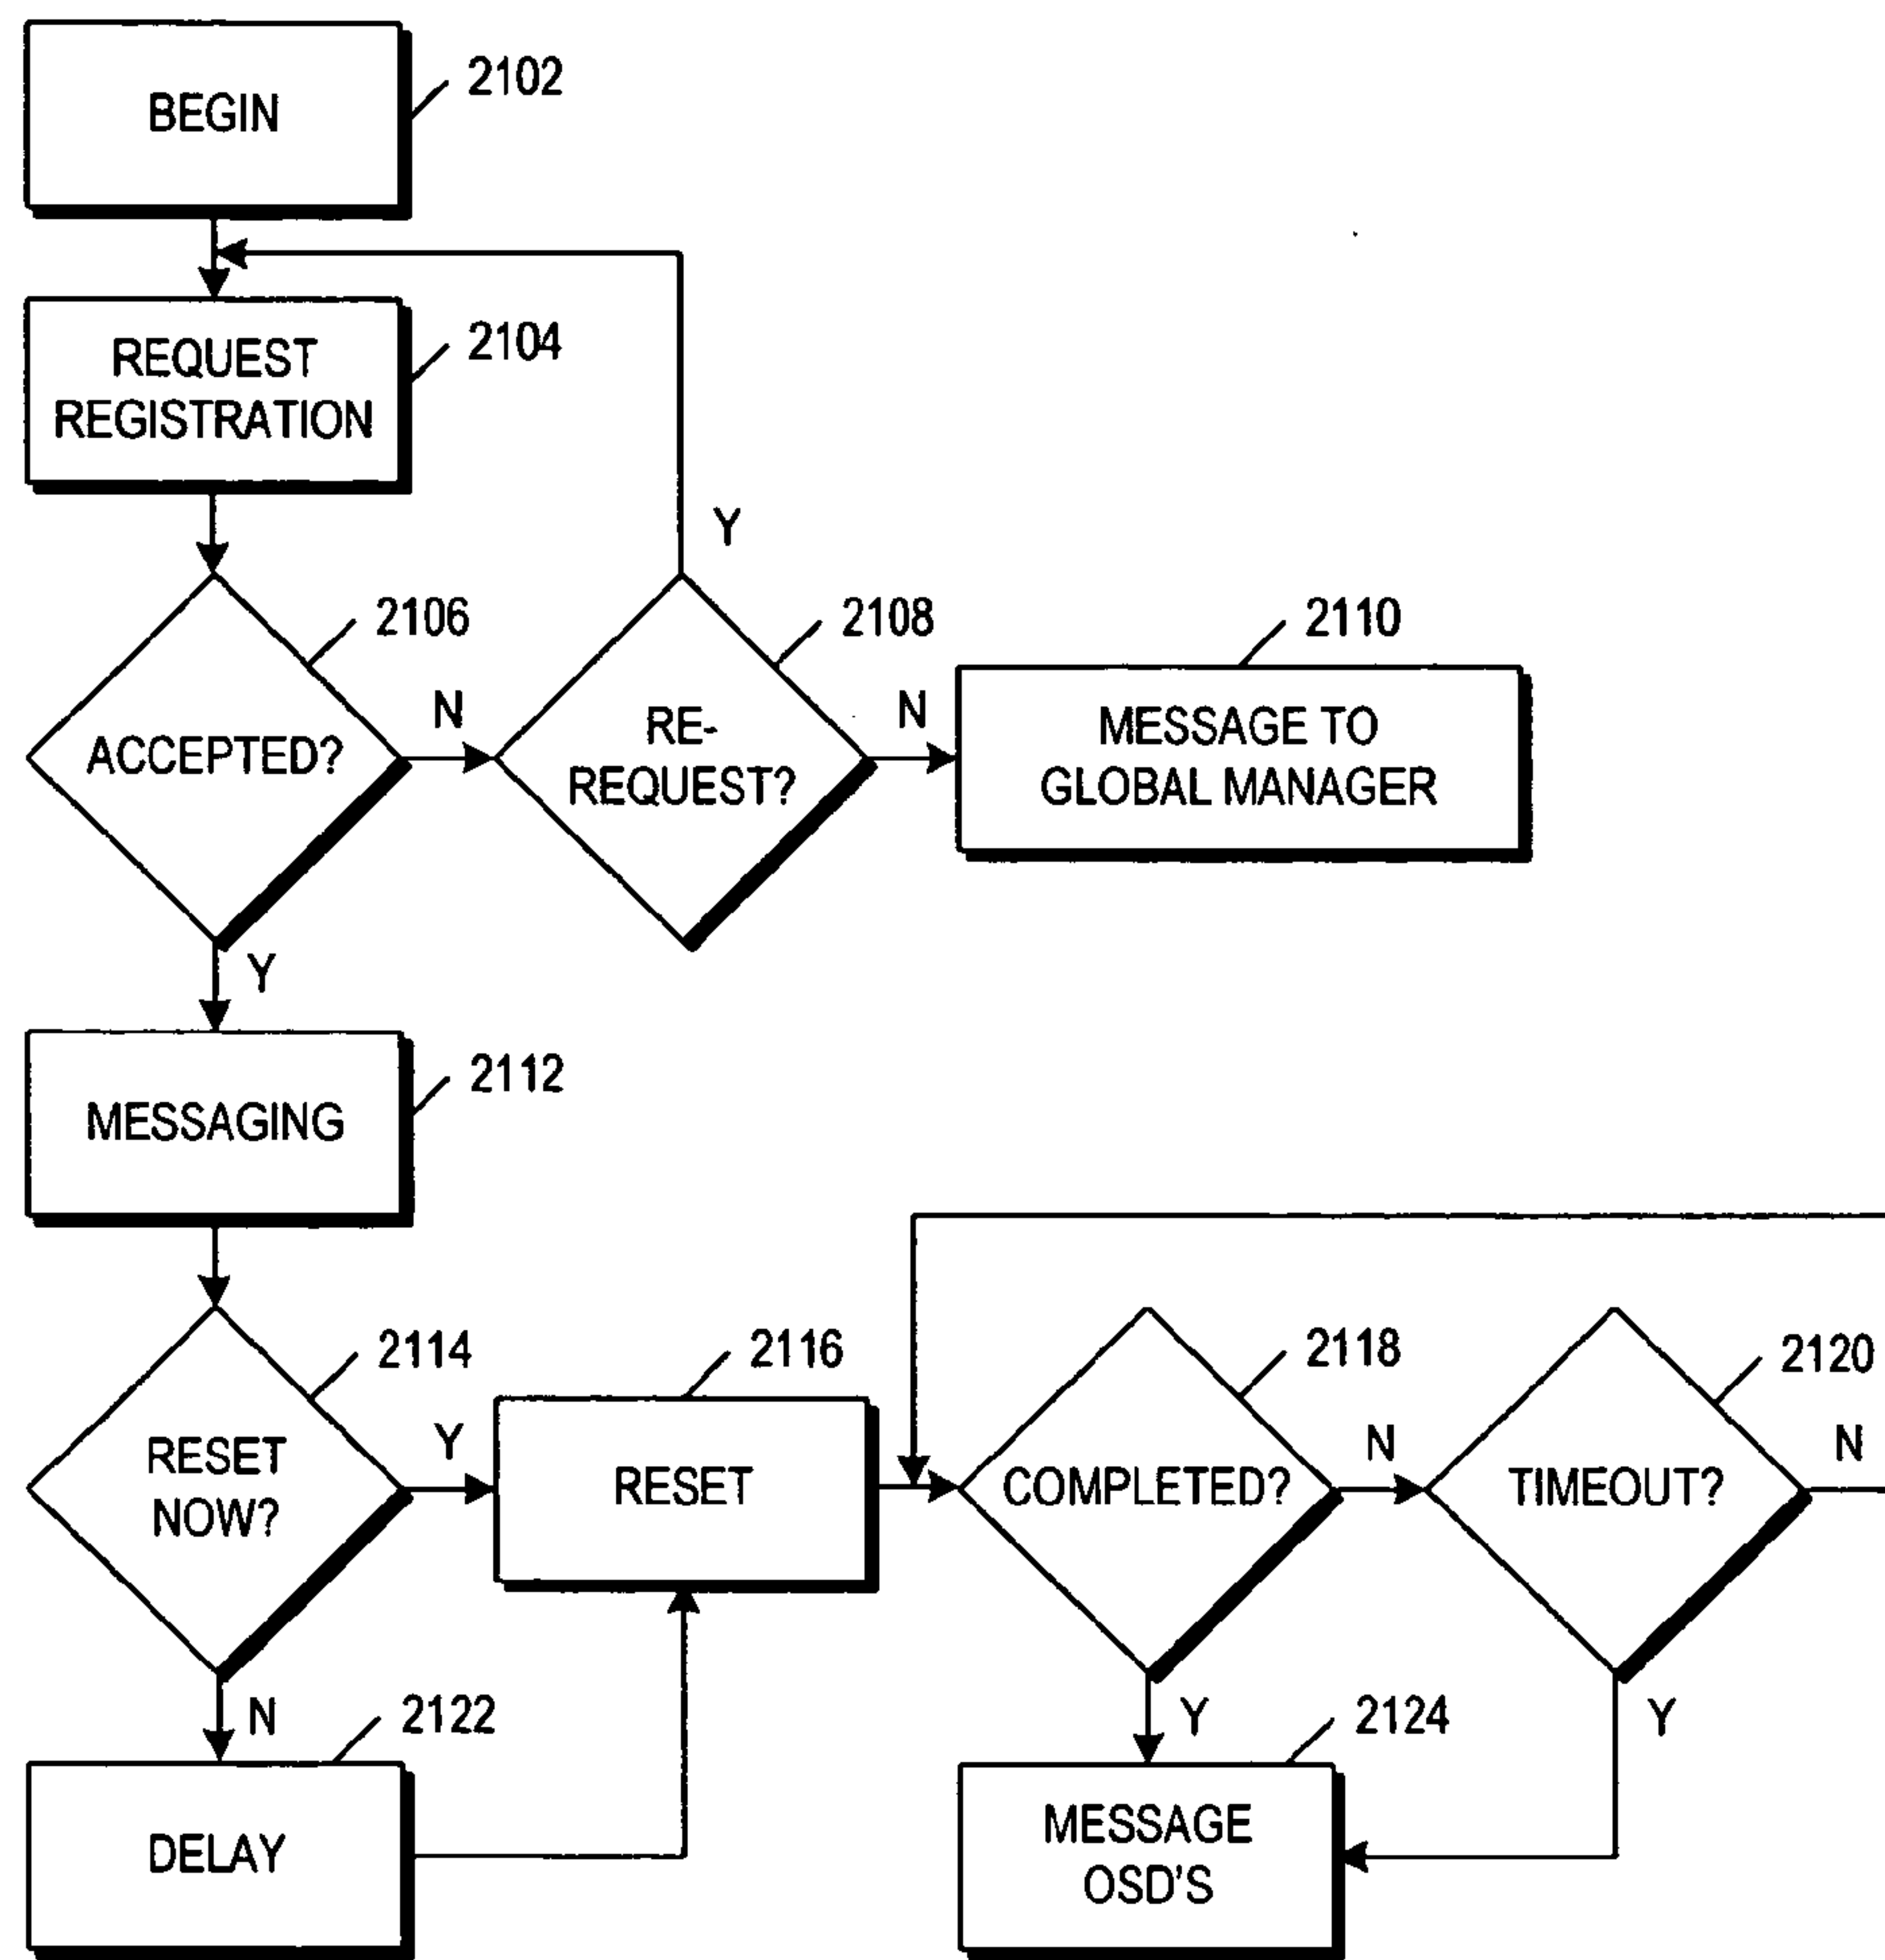 BEGIN
2102
REQUEST
REGISTRATION
2104
Y
ACCEPTED?
2106
N
RE-
REQUEST?
2108
N
MESSAGE TO
GLOBAL MANAGER
2110
Y
MESSAGING
2112
RESET
NOW?
2114
Y
RESET
2116
COMPLETED?
2118
N
TIMEOUT?
2120
N
N
DELAY
2122
Y
MESSAGE
OSD'S
2124
Y